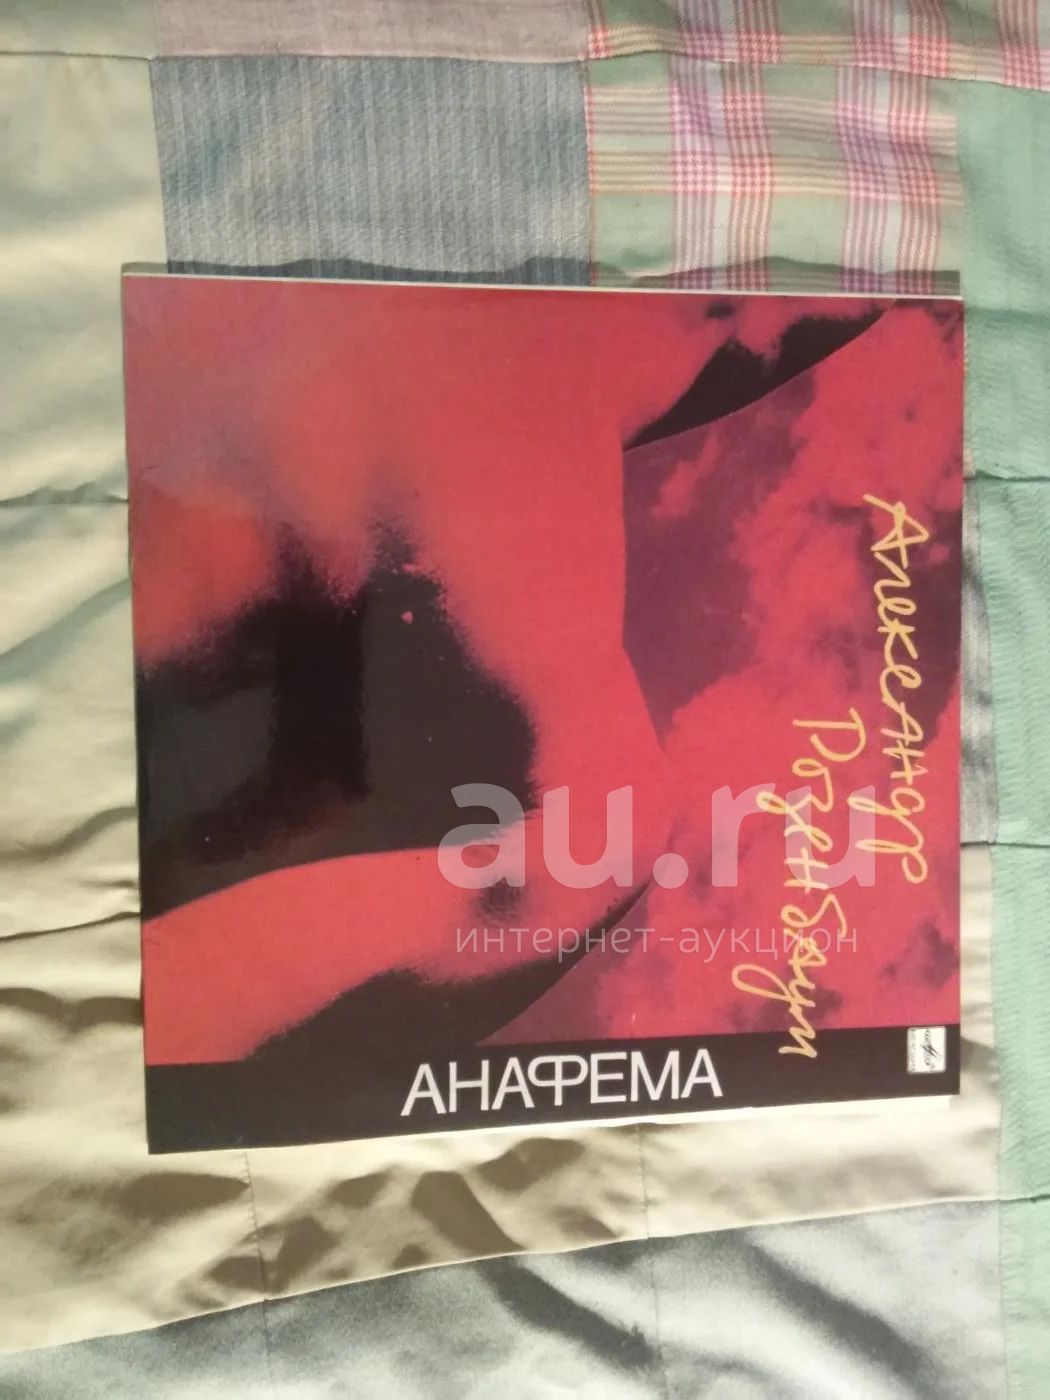 Александр
Розенбаум
АНАФЕМА
au.ru
интернет-аукцион